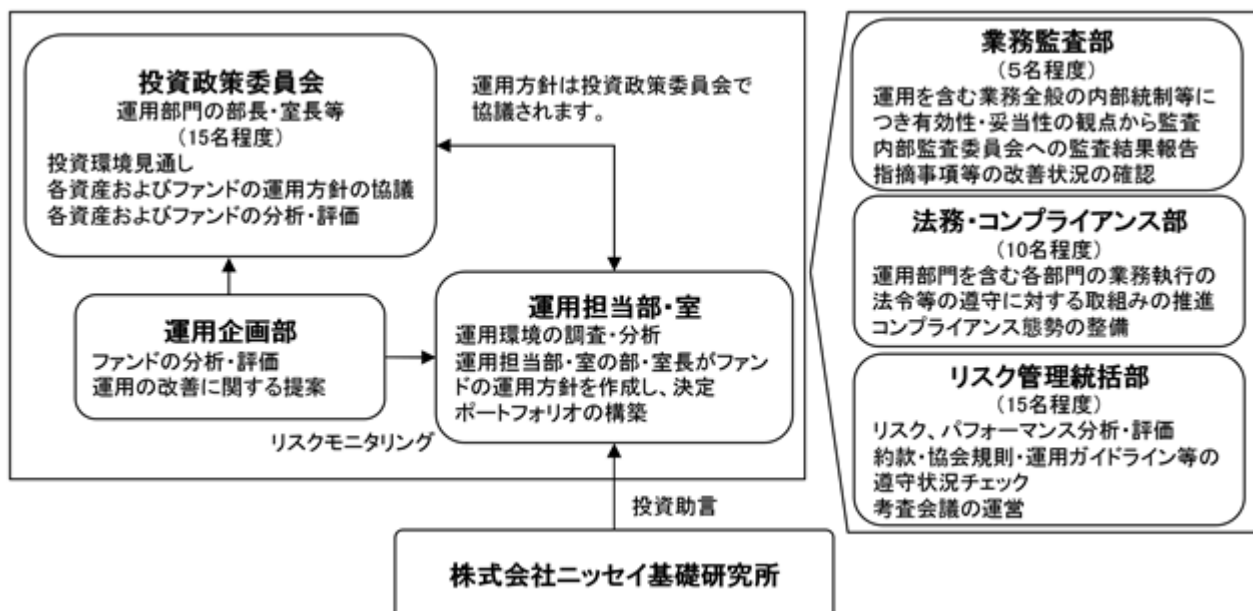 投資政策委員会
運用部門の部長・室長等
(15名程度)
投資環境見通し
各資産およびファンドの運用方針の協議
各資産およびファンドの分析・評価
運用方針は投資政策委員会で
協議されます。
運用企画部
ファンドの分析・評価
運用の改善に関する提案
リスクモニタリング
運用担当部・室
運用環境の調査・分析
運用担当部・室の部・室長がファン
ドの運用方針を作成し、決定
ポートフォリオの構築
投資助言
株式会社ニッセイ基礎研究所
業務監査部
(5名程度)
運用を含む業務全般の内部統制等に
つき有効性・妥当性の観点から監査
内部監査委員会への監査結果報告
指摘事項等の改善状況の確認
法務・コンプライアンス部
(10名程度)
運用部門を含む各部門の業務執行の
法令等の遵守に対する取組みの推進
コンプライアンス態勢の整備
リスク管理統括部
(15名程度)
リスク、パフォーマンス分析・評価
約款・協会規則・運用ガイドライン等の
遵守状況チェック
考査会議の運営